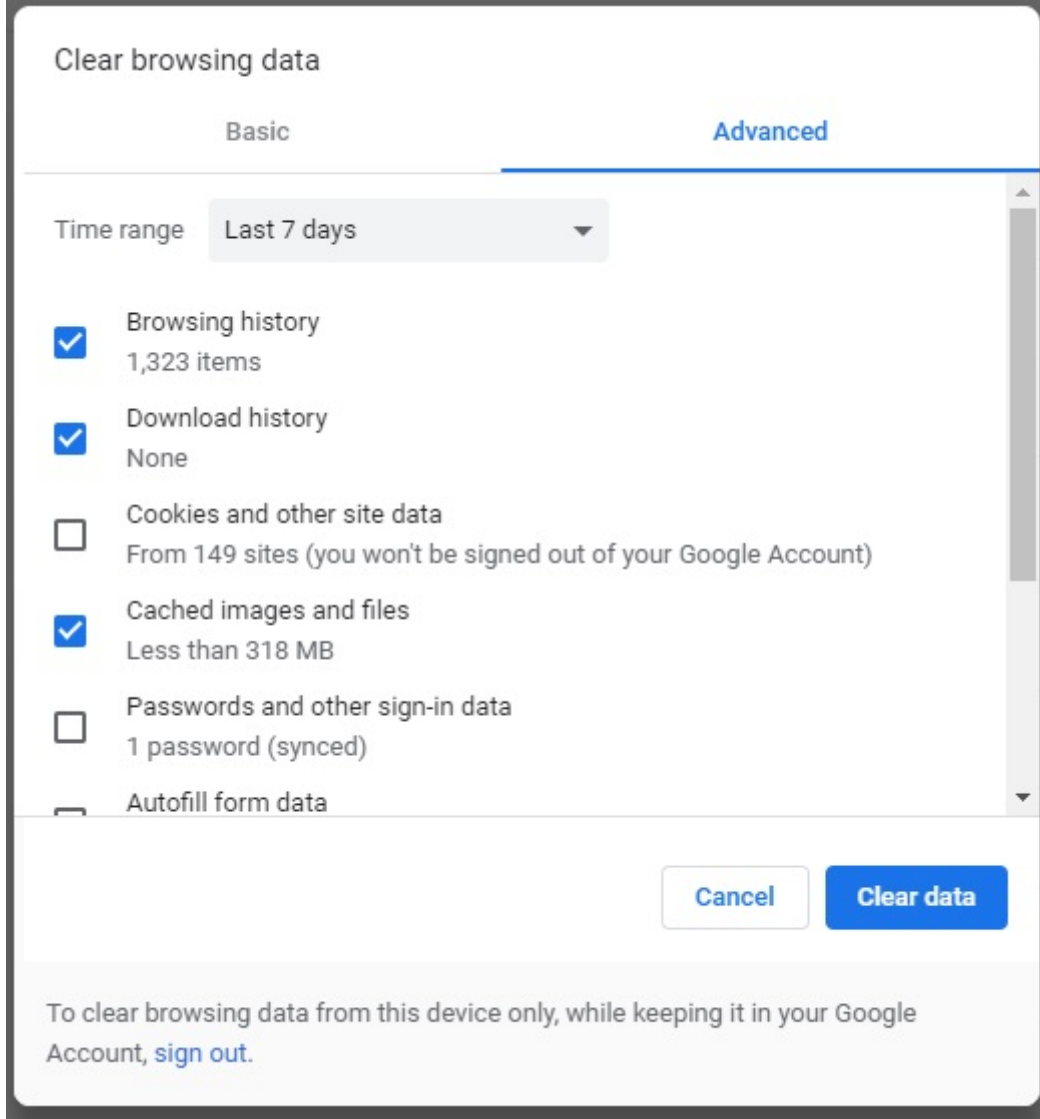 Clear browsing data
Basic
Advanced
Time range
Last 7 days
Browsing history
1,323 items
Download history
None
Cookies and other site data
From 149 sites (you won't be signed out of your Google Account)
Cached images and files
Less than 318 MB
Passwords and other sign-in data
1 password (synced)
Autofill form data
Cancel
Clear data
To clear browsing data from this device only, while keeping it in your Google
Account, sign out.